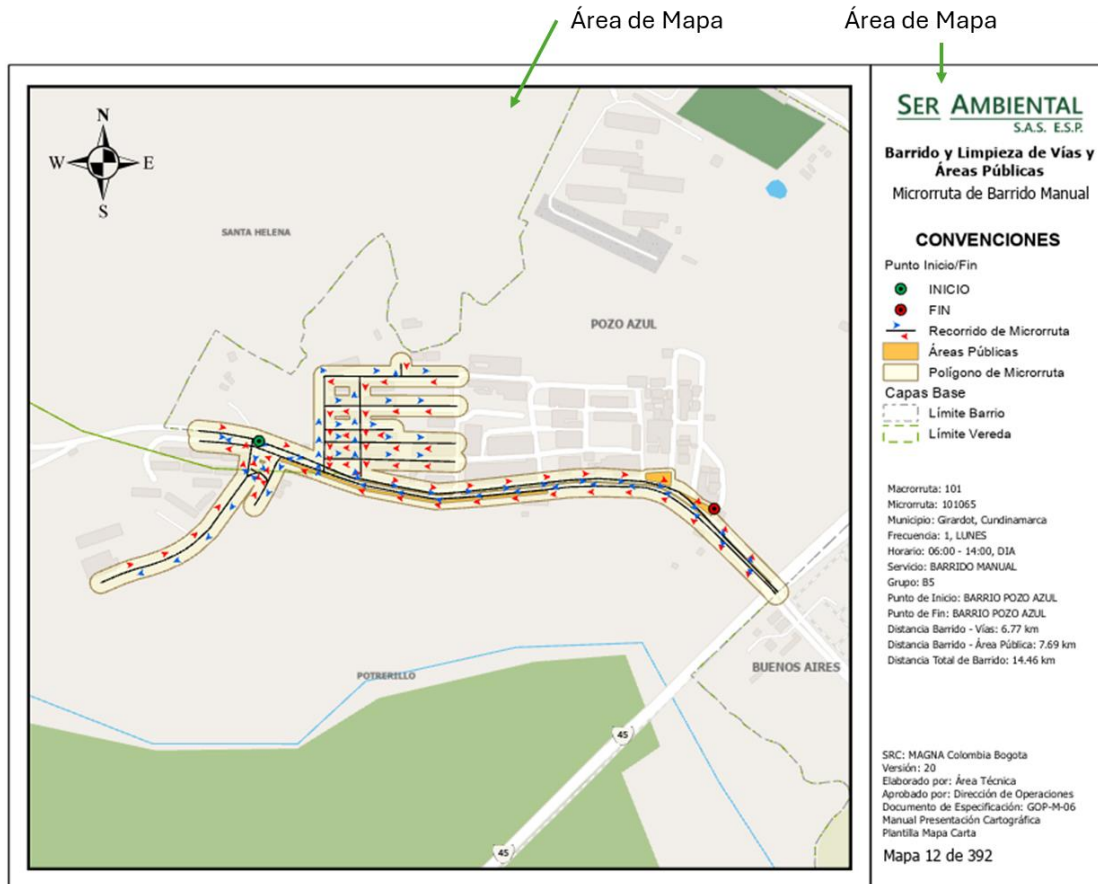 Área de Mapa
Área de Mapa
N
W
E
S
SANTA HELENA
POZO AZUL
POTRERILLO
BUENOS AIRES
45
45
SER AMBIENTAL
S.A.S. E.S.P.
Barrido y Limpieza de Vías y
Áreas Públicas
Microrruta de Barrido Manual
CONVENCIONES
Punto Inicio/Fin
INICIO
FIN
Recorrido de Microrruta
Áreas Públicas
Polígono de Microrruta
Capas Base
Límite Barrio
Límite Vereda
Macrorruta: 101
Microrruta: 101065
Municipio: Girardot, Cundinamarca
Frecuencia: 1, LUNES
Horario: 06:00 - 14:00, DIA
Servicio: BARRIDO MANUAL
Grupo: B5
Punto de Inicio: BARRIO POZO AZUL
Punto de Fin: BARRIO POZO AZUL
Distancia Barrido - Vías: 6.77 km
Distancia Barrido - Área Pública: 7.69 km
Distancia Total de Barrido: 14.46 km
SRC: MAGNA Colombia Bogota
Versión: 20
Elaborado por: Área Técnica
Aprobado por: Dirección de Operaciones
Documento de Especificación: GOP-M-06
Manual Presentación Cartográfica
Plantilla Mapa Carta
Mapa 12 de 392